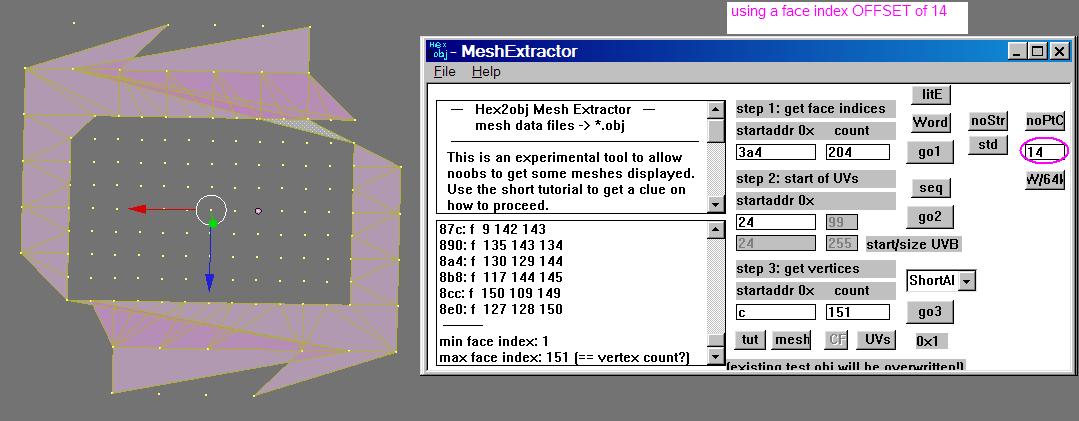 using a face index OFFSET of 14
Hex obj - MeshExtractor
File Help
— Hex2obj Mesh Extractor —
mesh data files -> *.obj
This is an experimental tool to allow
noobs to get some meshes displayed.
Use the short tutorial to get a clue on
how to proceed.
87c: f 9 142 143
890: f 135 143 134
8a4: f 130 129 144
8b8: f 117 144 145
8cc: f 150 109 149
8e0: f 127 128 150
min face index: 1
max face index: 151 (== vertex count?)
step 1: get face indices
startaddr 0x count
3a4 204
step 2: start of UVs
startaddr 0x
24 99
24 255 start/size UVB
step 3: get vertices
startaddr 0x count
c 151
tut mesh CF UVs 0x1
(existing test.obj will be overwritten!)
litE
Word
go1
seq
go2
ShortAl
go3
noStr
std
noPtC
14
W/64k